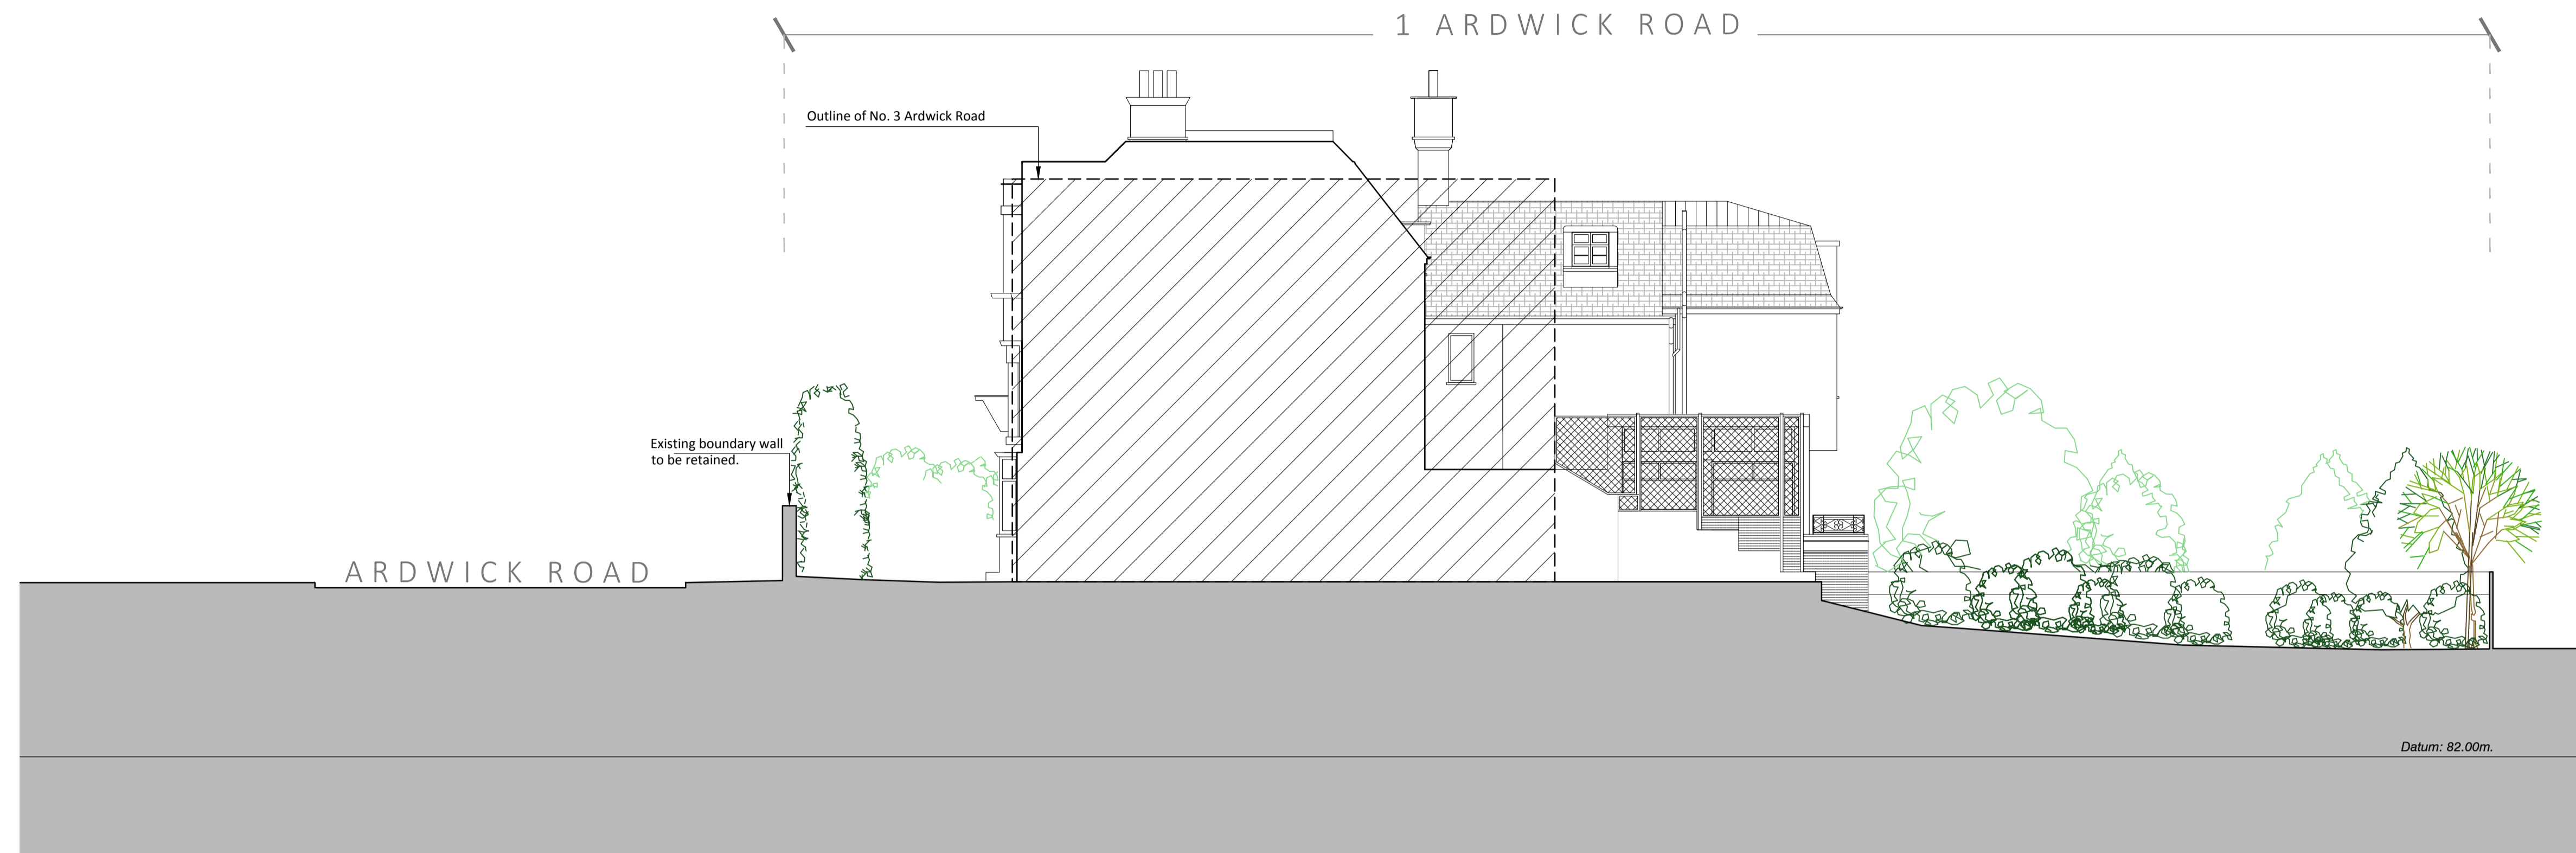 1 ARDWICK ROAD
Outline of No. 3 Ardwick Road
Existing boundary wall
to be retained.
ARDWICK ROAD
Datum: 82.00m.